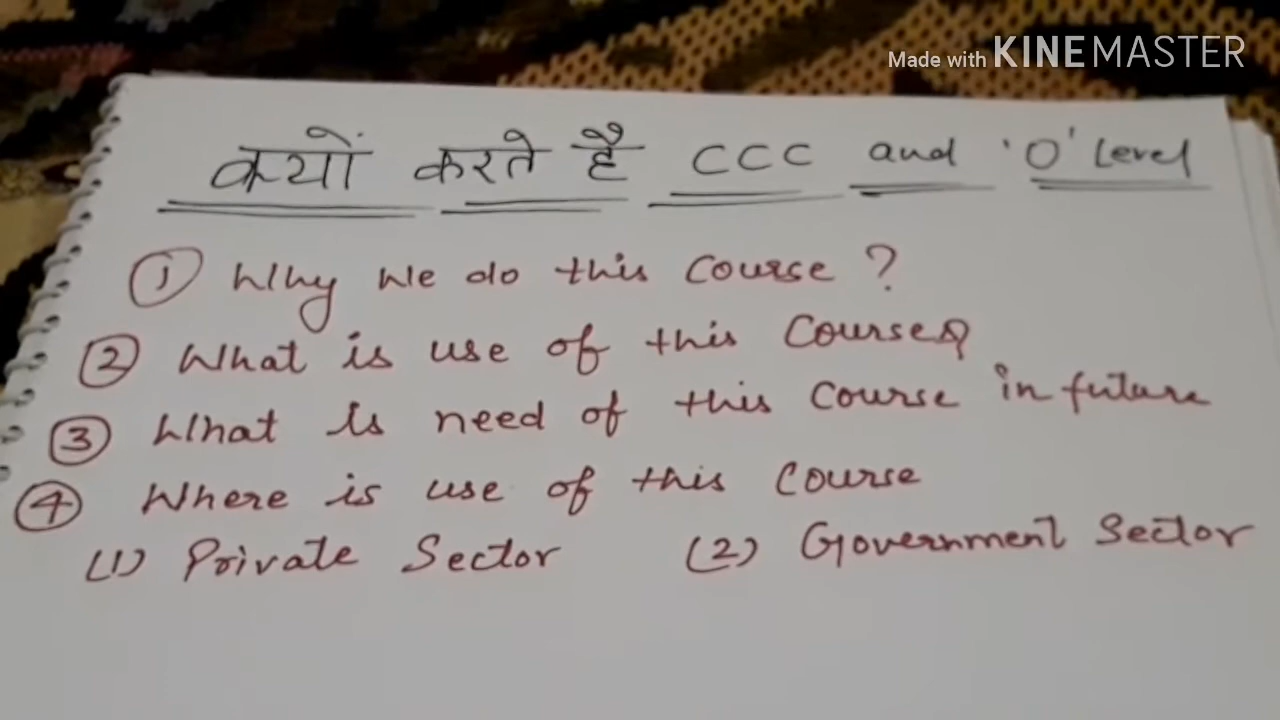 Made with KINEMASTER
क्यों करते है CCC and 'O' Level
① Why we do this course ?
② What is use of this Course?
③ What is need of this course in future
④ Where is use of this Course
(1) Private Sector (2) Government Sector